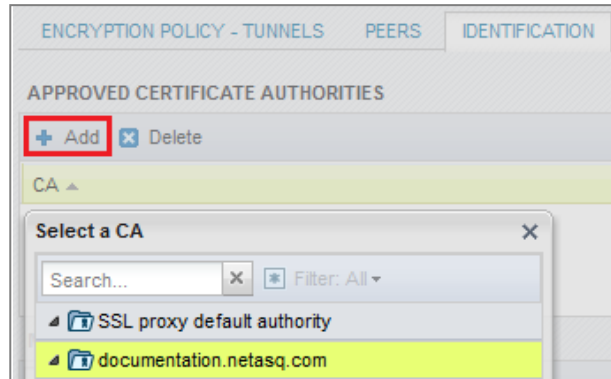 ENCRYPTION POLICY - TUNNELS PEERS IDENTIFICATION
APPROVED CERTIFICATE AUTHORITIES
Add Delete
CA
Select a CA
Search... Filter: All
SSL proxy default authority
documentation.netasq.com